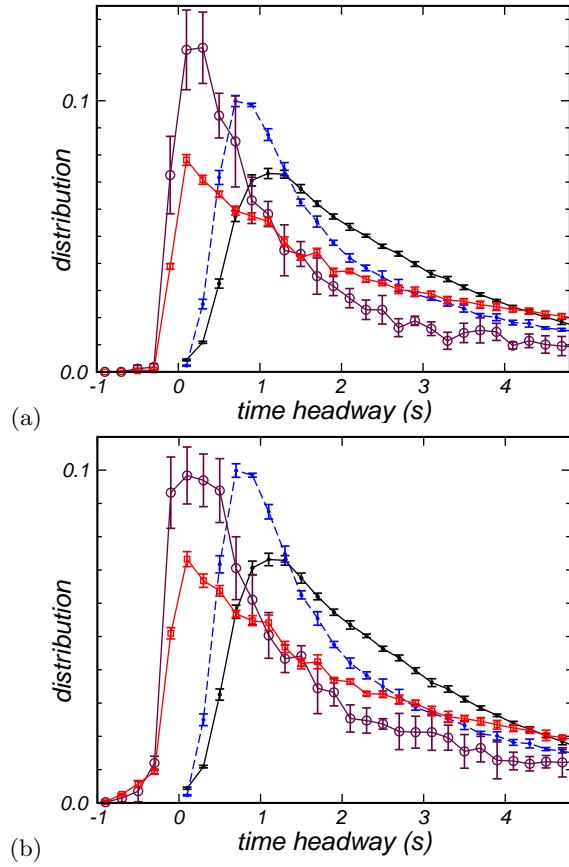 0.1
distribution
0.0
-1 0 1 2 3 4
time headway (s)
(a)
0.1
distribution
0.0
-1 0 1 2 3 4
time headway (s)
(b)